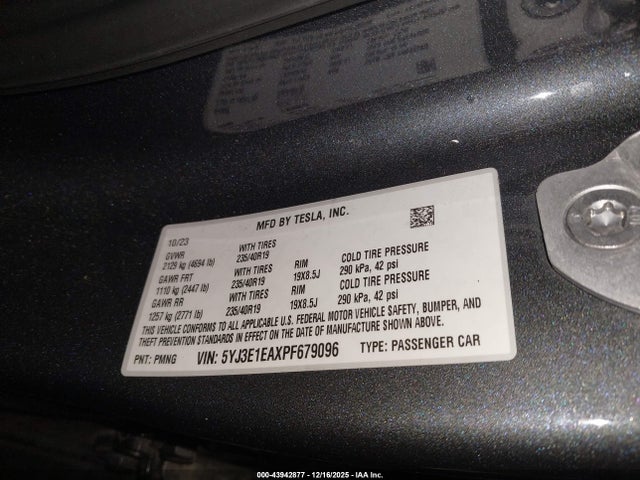 MFD BY TESLA, INC.
10/23
GVWR WITH TIRES RIM COLD TIRE PRESSURE
2129 kg (4694 lb) 235/40R19 19X8.5J 290 kPa, 42 psi
GAWR FRT WITH TIRES RIM COLD TIRE PRESSURE
1110 kg (2447 lb) 235/40R19 19X8.5J 290 kPa, 42 psi
GAWR RR WITH TIRES
1257 kg (2771 lb) 235/40R19
THIS VEHICLE CONFORMS TO ALL APPLICABLE U.S. FEDERAL MOTOR VEHICLE SAFETY, BUMPER, AND
THEFT PREVENTION STANDARDS IN EFFECT ON THE DATE OF MANUFACTURE SHOWN ABOVE.
PNT: PMNG VIN: 5YJ3E1EAXPF679096 TYPE: PASSENGER CAR
000-43942877 - 12/16/2025 - IAA Inc.